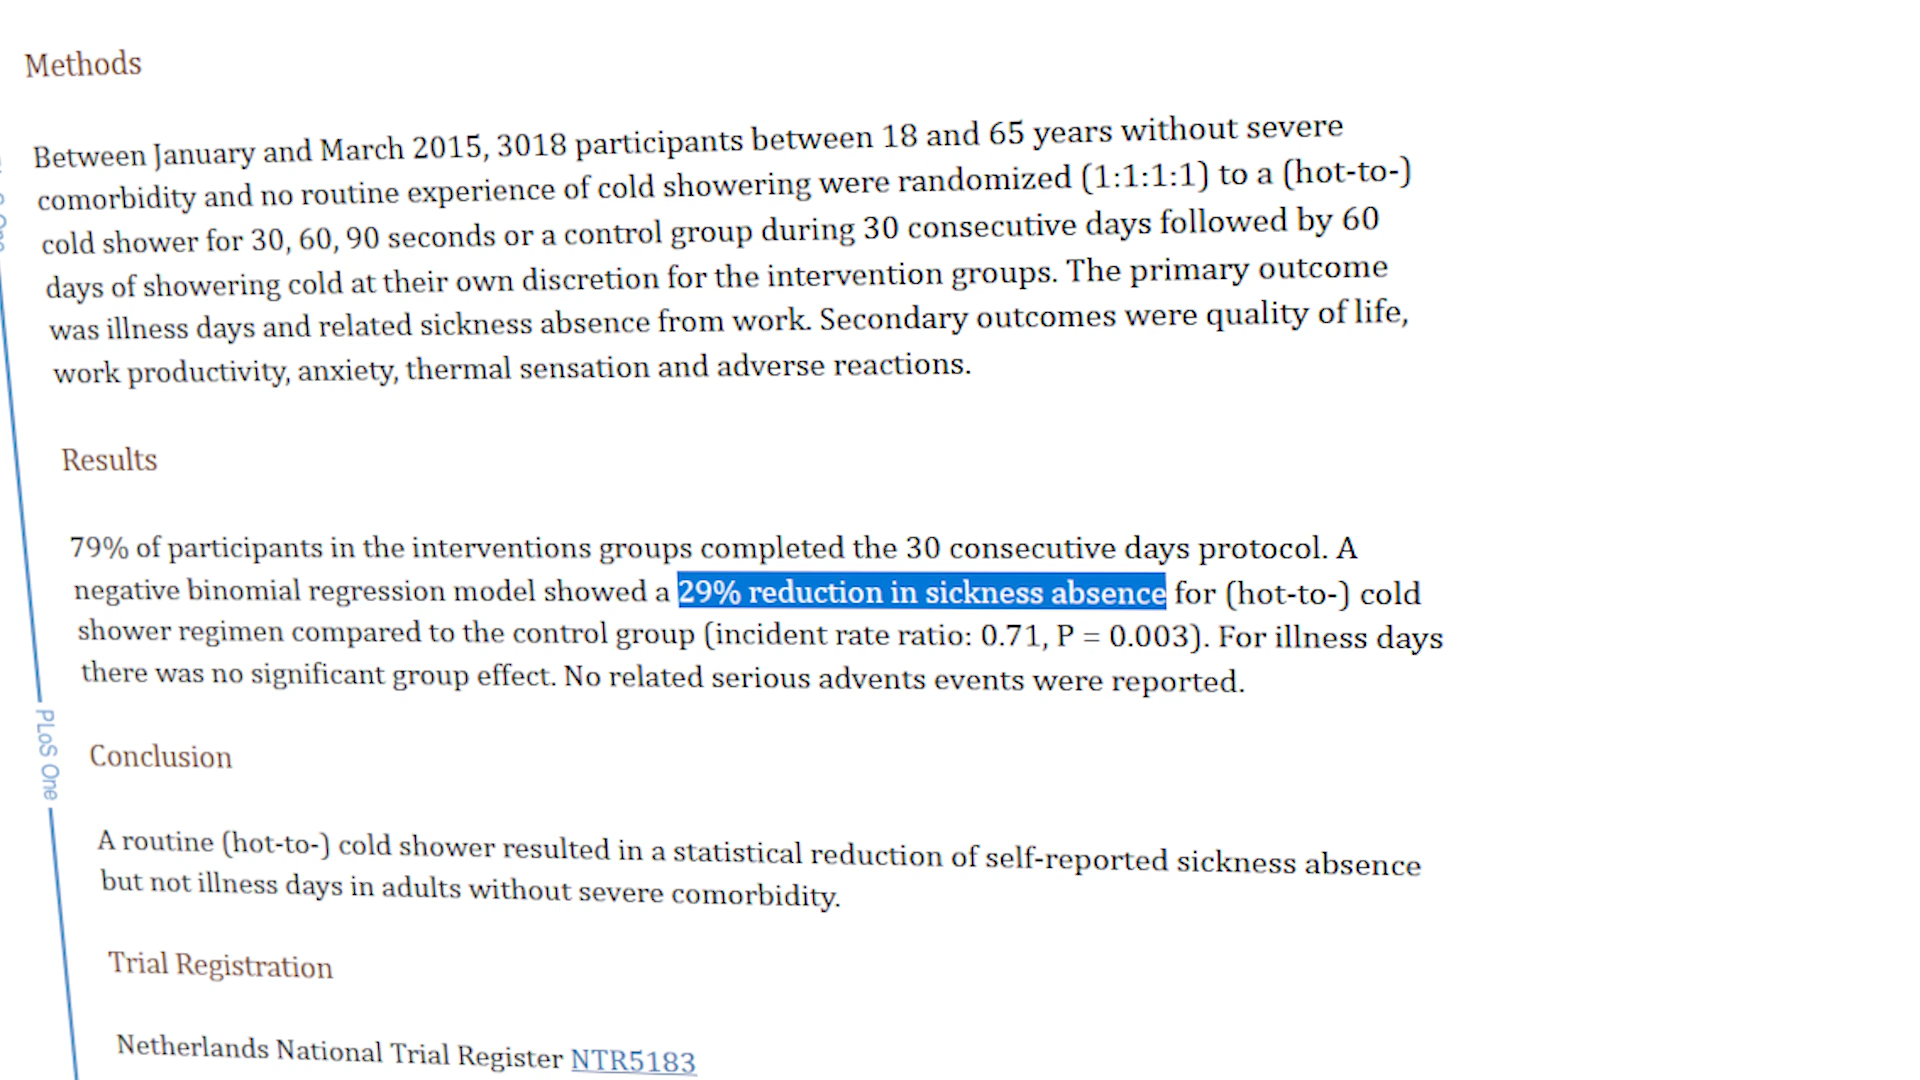 Methods
Between January and March 2015, 3018 participants between 18 and 65 years without severe
comorbidity and no routine experience of cold showering were randomized (1:1:1:1) to a (hot-to-)
cold shower for 30, 60, 90 seconds or a control group during 30 consecutive days followed by 60
days of showering cold at their own discretion for the intervention groups. The primary outcome
was illness days and related sickness absence from work. Secondary outcomes were quality of life,
work productivity, anxiety, thermal sensation and adverse reactions.
Results
79% of participants in the interventions groups completed the 30 consecutive days protocol. A
negative binomial regression model showed a 29% reduction in sickness absence for (hot-to-) cold
shower regimen compared to the control group (incident rate ratio: 0.71, P = 0.003). For illness days
there was no significant group effect. No related serious advents events were reported.
PLoS One
Conclusion
A routine (hot-to-) cold shower resulted in a statistical reduction of self-reported sickness absence
but not illness days in adults without severe comorbidity.
Trial Registration
Netherlands National Trial Register NTR5183